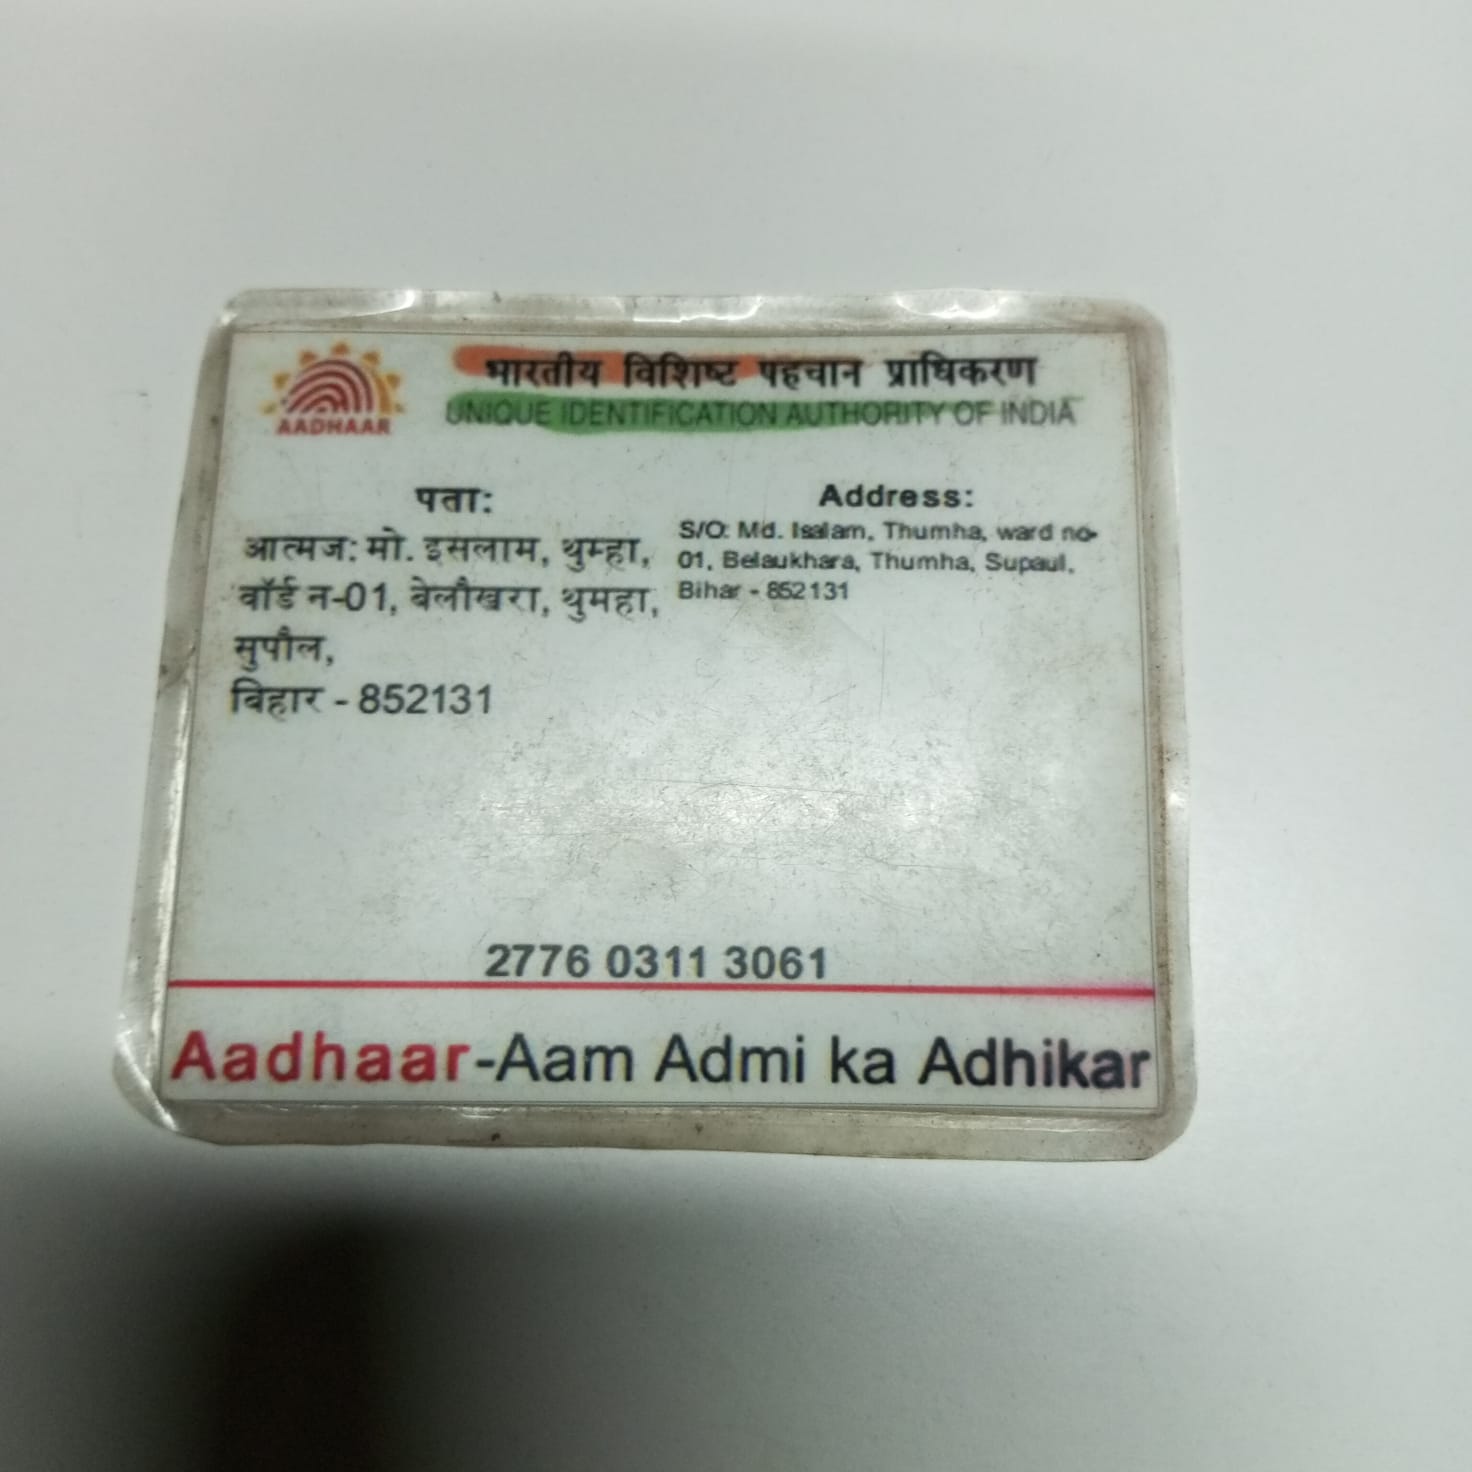 AADHAAR
भारतीय विशिष्ट पहचान प्राधिकरण
UNIQUE IDENTIFICATION AUTHORITY OF INDIA
पता:
आत्मज: मो. इसलाम, थुम्हा,
वॉर्ड न-01, बेलौखरा, थुमहा,
सुपौल,
बिहार - 852131
Address:
S/O: Md. Isalam, Thumha, ward no-
01, Belaukhara, Thumha, Supaul,
Bihar - 852131
2776 0311 3061
Aadhaar-Aam Admi ka Adhikar